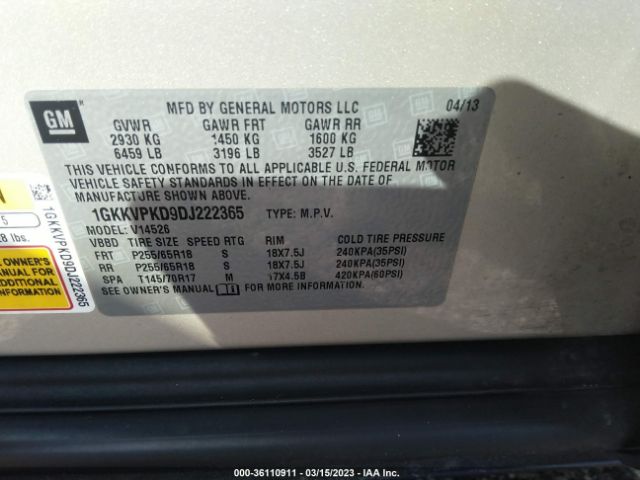 GM
MFD BY GENERAL MOTORS LLC 04/13
GVWR GAWR FRT GAWR RR
2930 KG 1450 KG 1600 KG
6459 LB 3196 LB 3527 LB
THIS VEHICLE CONFORMS TO ALL APPLICABLE U.S. FEDERAL MOTOR
VEHICLE SAFETY STANDARDS IN EFFECT ON THE DATE OF
MANUFACTURE SHOWN ABOVE.
1GKKVPKD9DJ222365 TYPE: M.P.V.
MODEL: V14526
VBBD TIRE SIZE SPEED RTG RIM COLD TIRE PRESSURE
FRT P255/65R18 S 18X7.5J 240KPA(35PSI)
RR P255/65R18 S 18X7.5J 240KPA(35PSI)
SPA T145/70R17 M 17X4.5B 420KPA(60PSI)
SEE OWNER'S MANUAL FOR MORE INFORMATION.
N
5
8 lbs.
OWNER'S
MANUAL FOR
ADDITIONAL
INFORMATION
1GKKVPKD9DJ222365
000-36110911 - 03/15/2023 - IAA Inc.